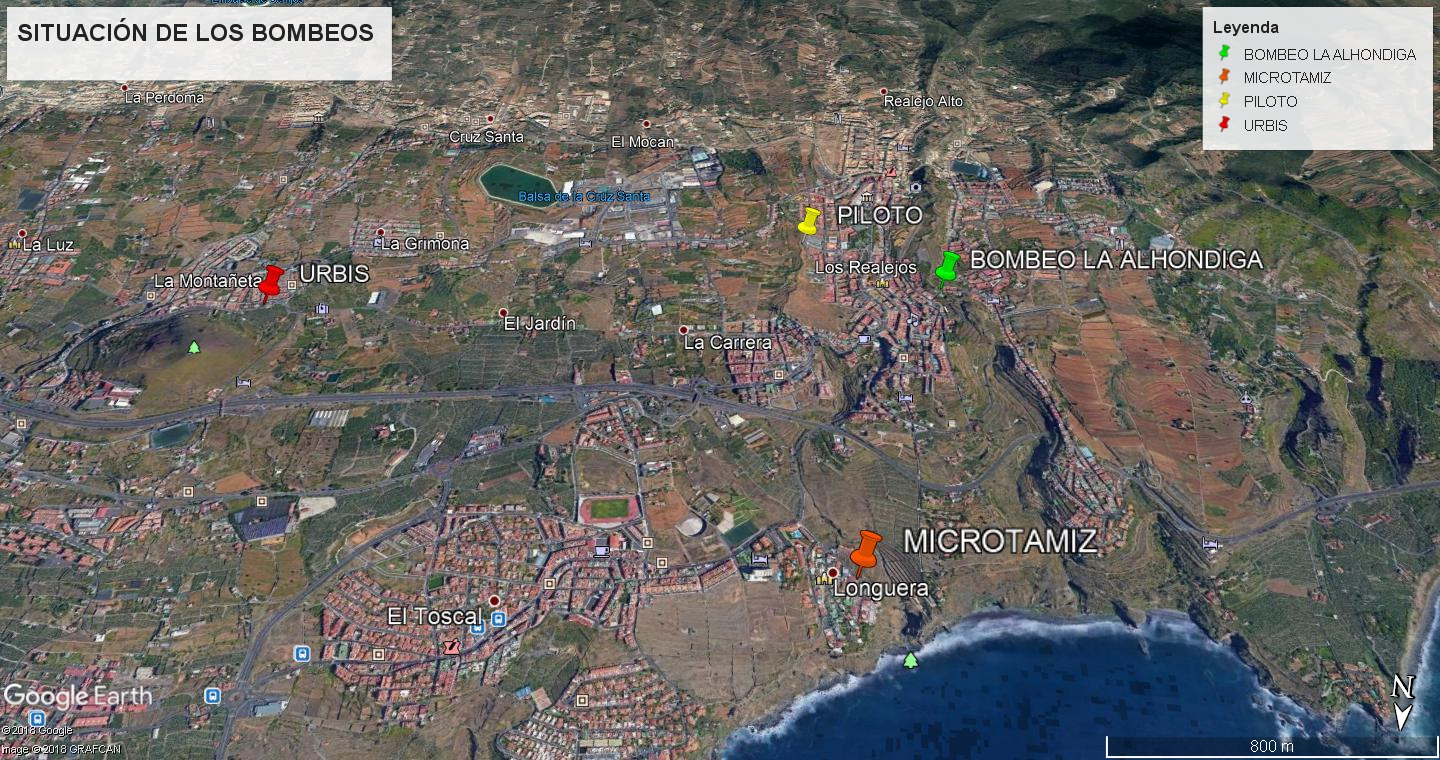 SITUACIÓN DE LOS BOMBEOS
Leyenda
BOMBEO LA ALHONDIGA
MICROTAMIZ
PILOTO
URBIS
La Perdoma
Realejo Alto
Cruz Santa
El Mocan
Balsa de la Cruz Santa
PILOTO
La Luz
La Grimona
BOMBEO LA ALHONDIGA
Los Realejos
La Montañeta
URBIS
El Jardín
La Carrera
MICROTAMIZ
Longuera
El Toscal
Google Earth
N
© 2018 Google
Image © 2018 GRAFCAN
800 m